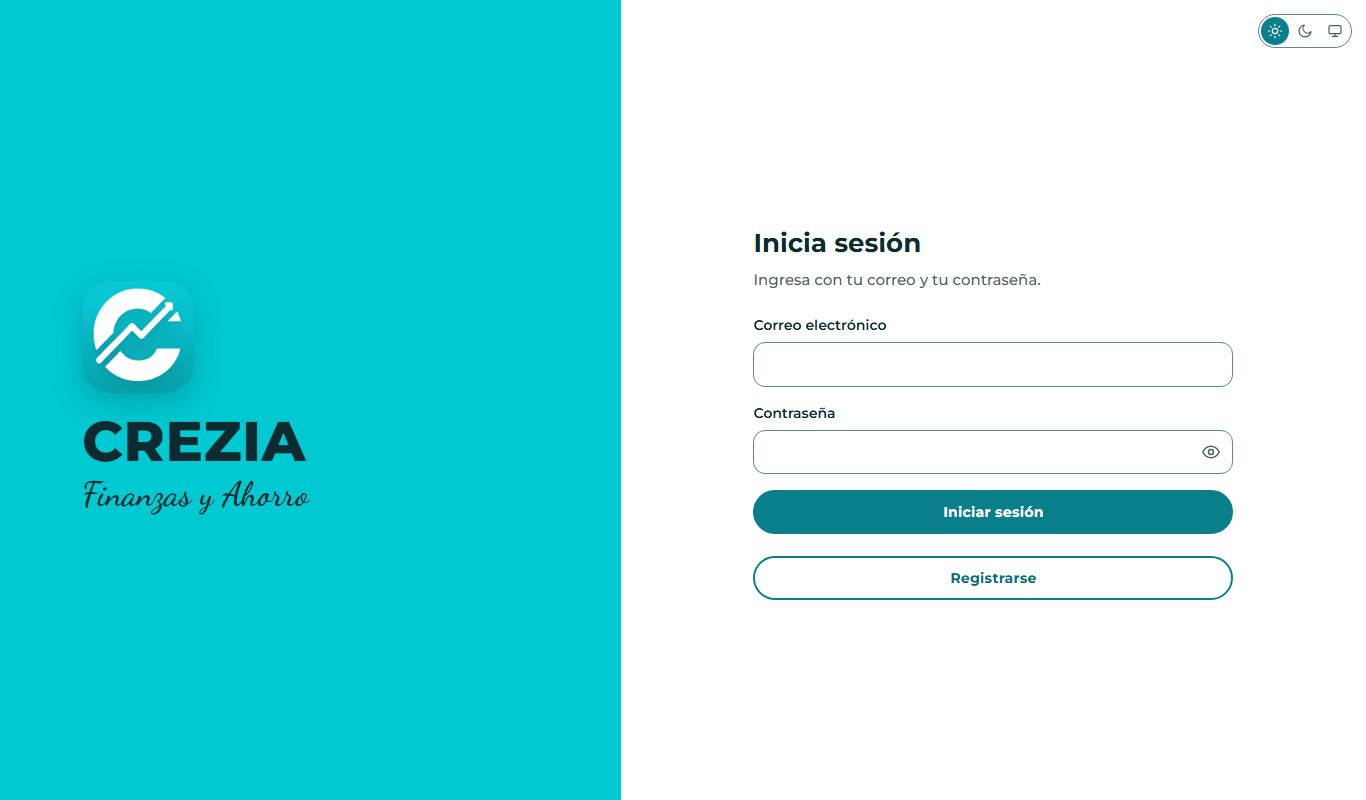 CREZIA
Finanzas y Ahorro
Inicia sesión
Ingresa con tu correo y tu contraseña.
Correo electrónico
Contraseña
Iniciar sesión
Registrarse